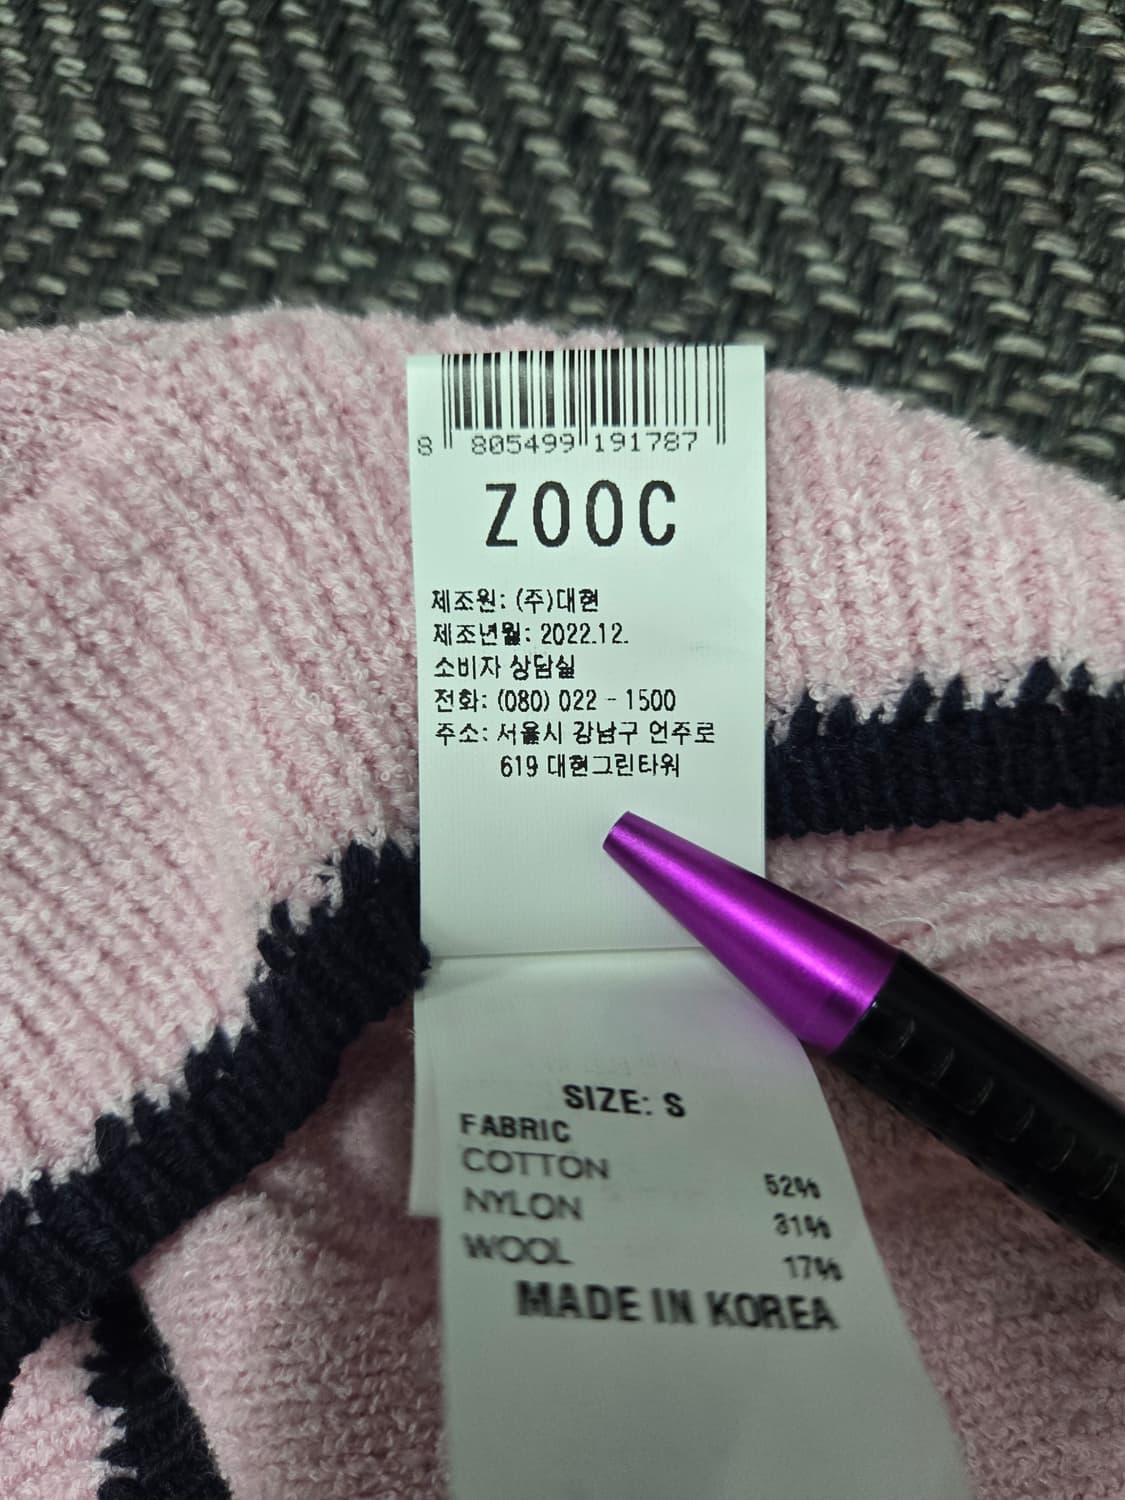 8 805499 191787
ZOOC
제조원: (주)대현
제조년월: 2022.12.
소비자 상담실
전화: (080) 022 - 1500
주소: 서울시 강남구 언주로
619 대현그린타워
SIZE: S
FABRIC
COTTON 52%
NYLON 31%
WOOL 17%
MADE IN KOREA